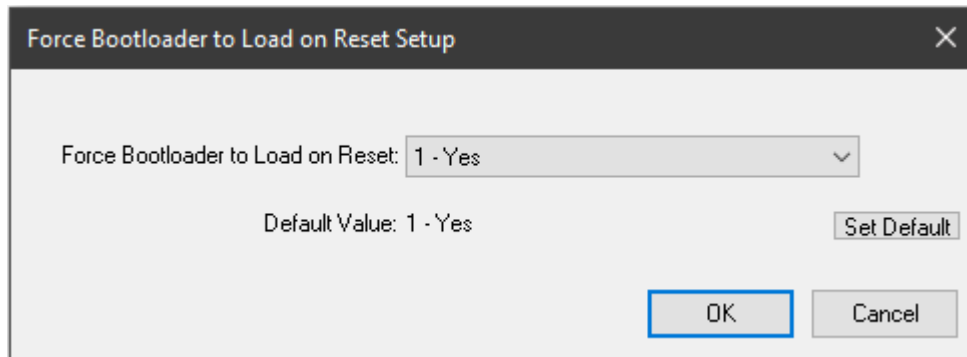 Force Bootloader to Load on Reset Setup
Force Bootloader to Load on Reset: 1 - Yes
Default Value: 1 - Yes
Set Default
OK
Cancel